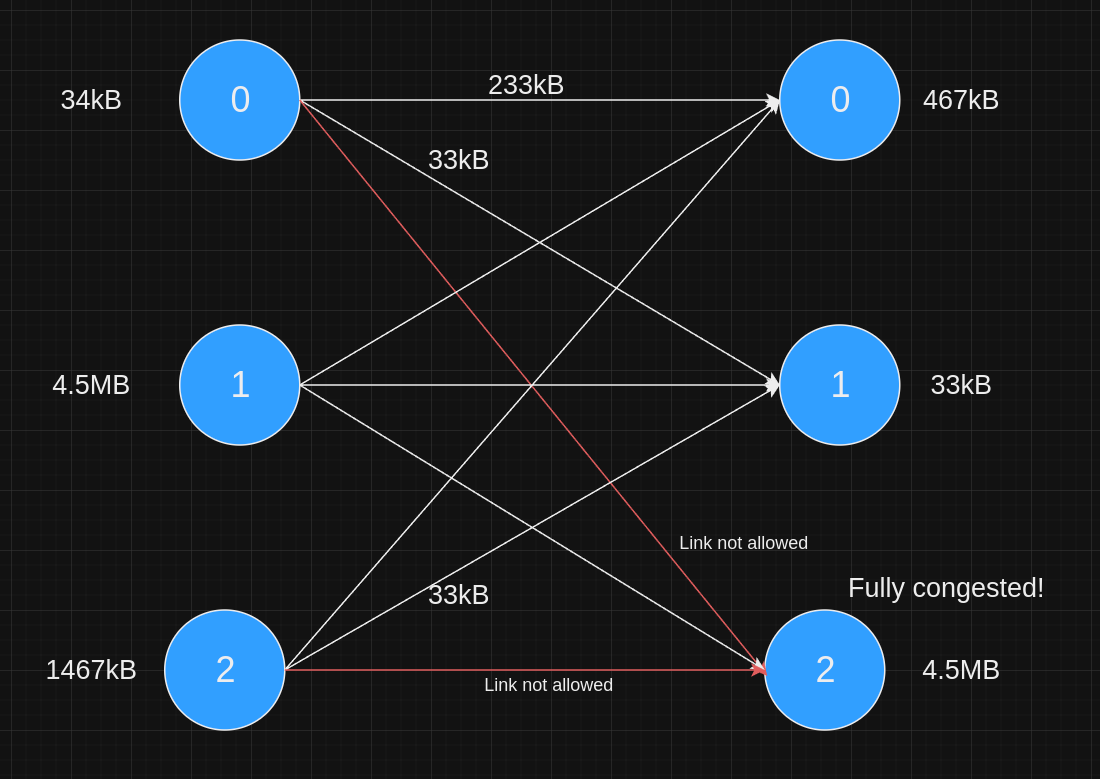 233kB
34kB
0
0
467kB
33kB
4.5MB
1
1
33kB
Link not allowed
Fully congested!
33kB
1467kB
2
2
4.5MB
Link not allowed